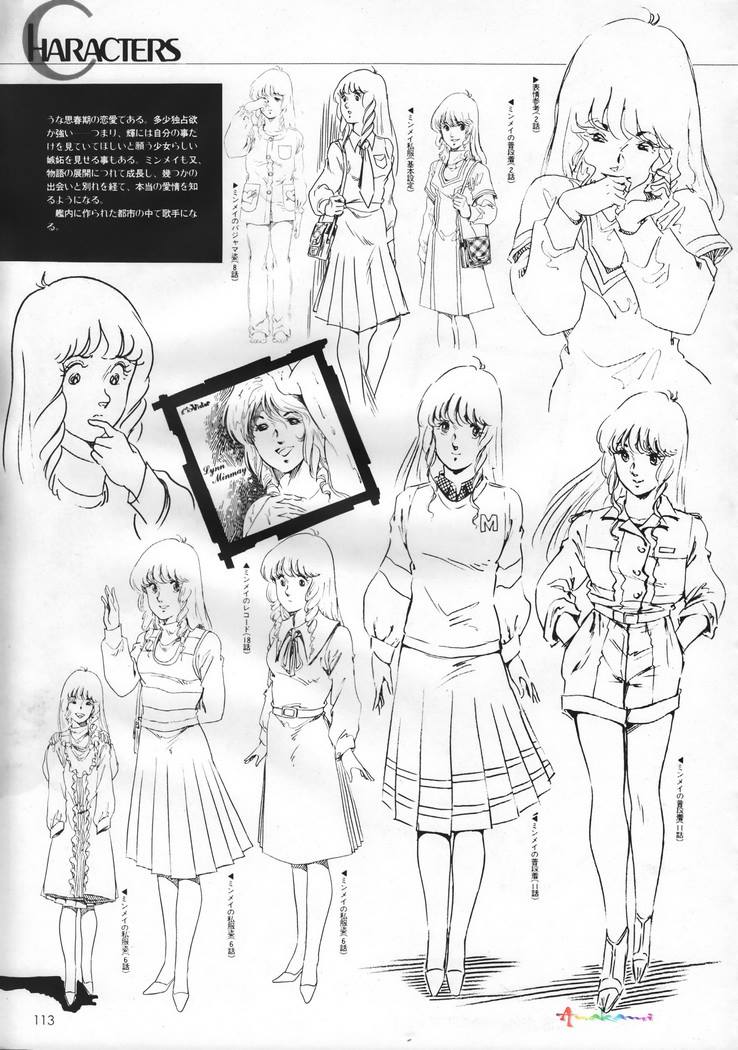 CHARACTERS
うな思春期の恋愛である。多少独占欲
が強い——つまり、輝には自分の事だ
けを見ていてほしいと願う少女らしい
嫉妬を見せる事もある。ミンメイも又、
物語の展開につれて成長し、幾つかの
出会いと別れを経て、本当の愛情を知
るようになる。
艦内に作られた都市の中で歌手にな
る。
▶表情参考(2話)
◀ミンメイの普段着(2話)
◀ミンメイ私服(基本設定)
▶ミンメイのパジャマ姿(8話)
Lynn
Minmay
◀ミンメイのレコード(18話)
◀ミンメイの普段着(11話)
◀ミンメイの普段着(11話)
◀ミンメイの私服姿(6話)
◀ミンメイの私服姿(6話)
◀ミンメイの私服姿(6話)
M
113
Anakami